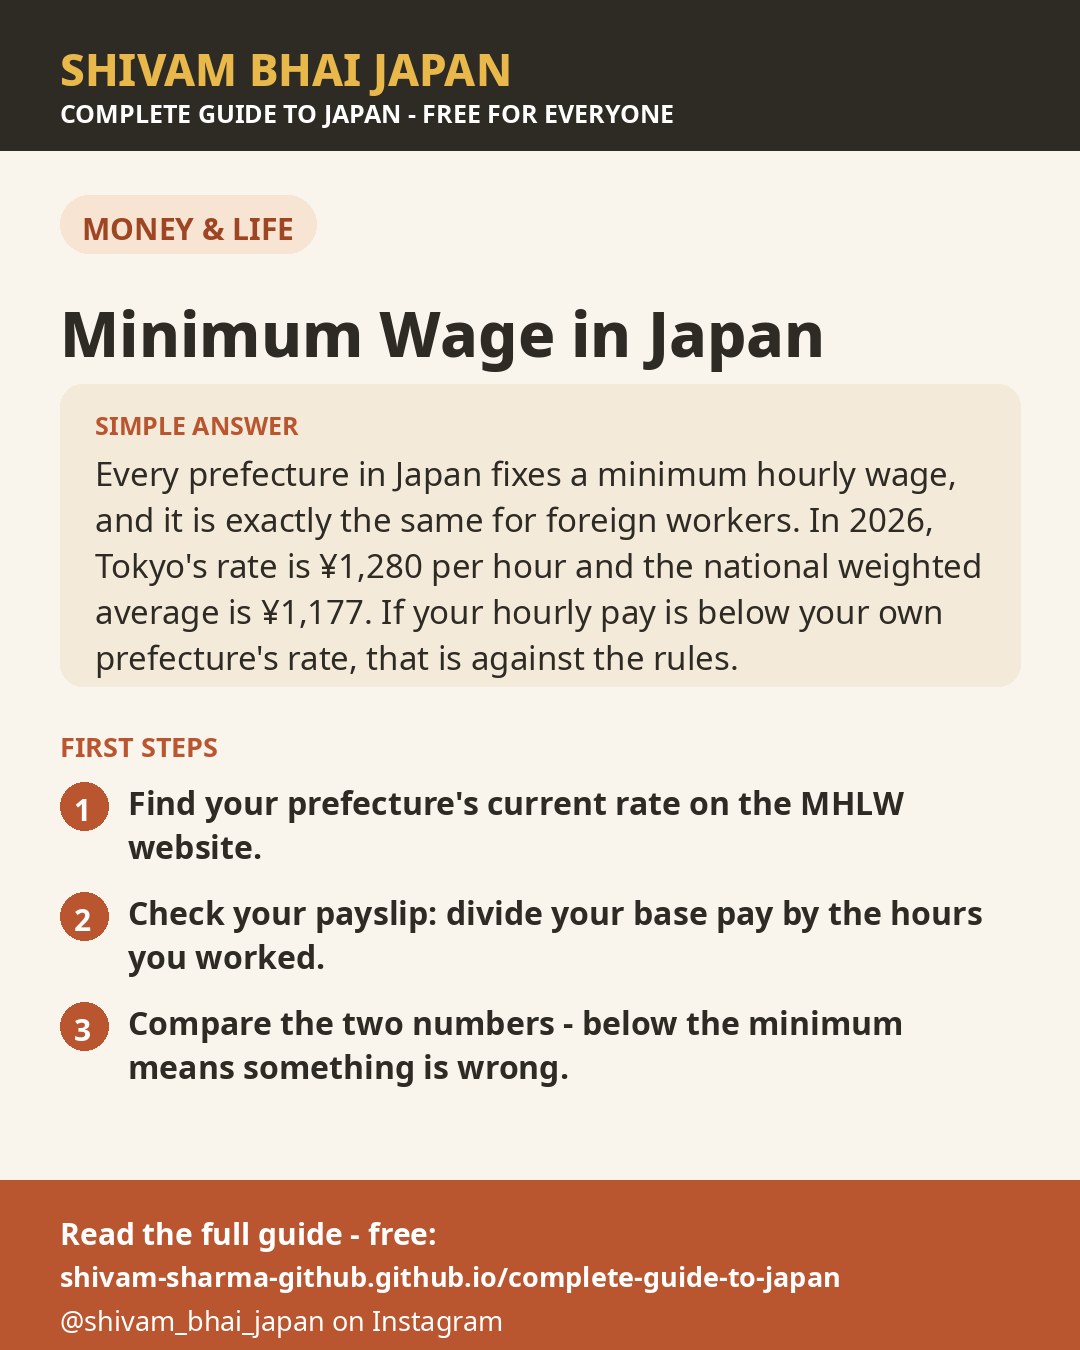 SHIVAM BHAI JAPAN
COMPLETE GUIDE TO JAPAN - FREE FOR EVERYONE
MONEY & LIFE
Minimum Wage in Japan
SIMPLE ANSWER
Every prefecture in Japan fixes a minimum hourly wage,
and it is exactly the same for foreign workers. In 2026,
Tokyo's rate is ¥1,280 per hour and the national weighted
average is ¥1,177. If your hourly pay is below your own
prefecture's rate, that is against the rules.
FIRST STEPS
1 Find your prefecture's current rate on the MHLW
website.
2 Check your payslip: divide your base pay by the hours
you worked.
3 Compare the two numbers - below the minimum
means something is wrong.
Read the full guide - free:
shivam-sharma-github.github.io/complete-guide-to-japan
@shivam_bhai_japan on Instagram